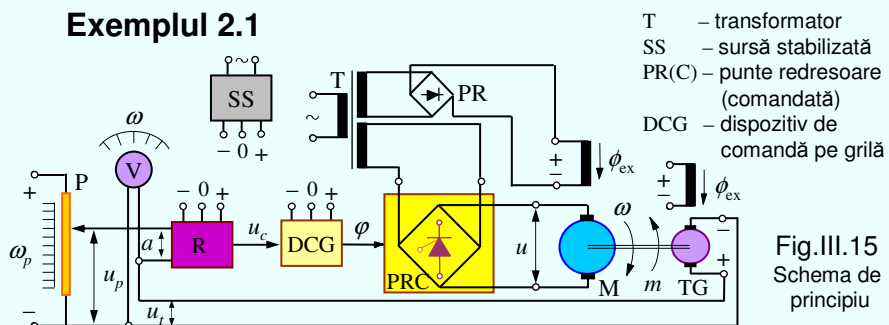 Exemplul 2.1
T – transformator
SS – sursă stabilizată
PR(C) – punte redresoare
(comandată)
DCG – dispozitiv de
comandă pe grilă
T
PR
SS
~
~
− 0 +
ω
V
+
−
ϕex
+
−
ϕex
P
+
ωp
−
up
a
− 0 +
R
uc
− 0 +
DCG
φ
PRC
u
ω
M
m
TG
−
+
ut
Fig.III.15
Schema de
principiu